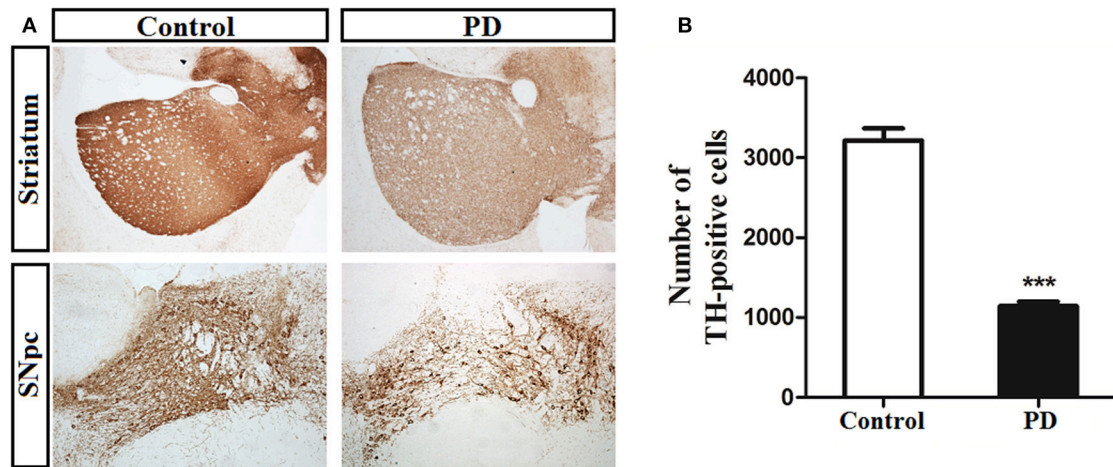 A
Control
PD
Striatum
SNpc
B
Number of
TH-positive cells
4000
3000
2000
1000
0
***
Control
PD